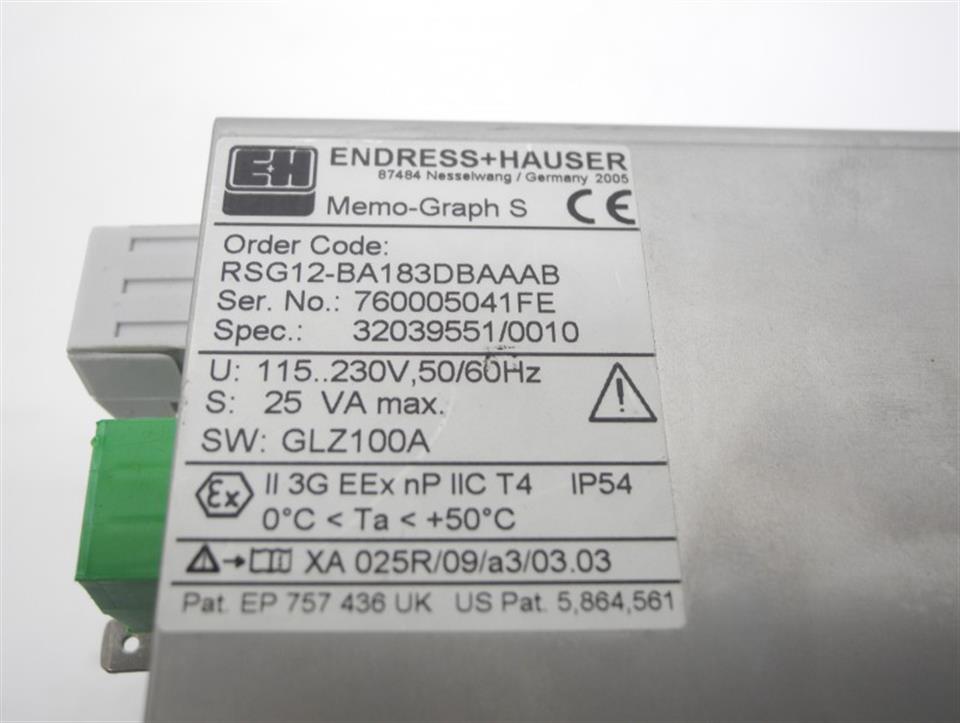 E+H
ENDRESS+HAUSER
87484 Nesselwang / Germany 2005
Memo-Graph S CE
Order Code:
RSG12-BA183DBAAAB
Ser. No.: 760005041FE
Spec.: 32039551/0010
U: 115..230V,50/60Hz
S: 25 VA max.
SW: GLZ100A
Ex II 3G EEx nP IIC T4 IP54
0°C < Ta < +50°C
XA 025R/09/a3/03.03
Pat. EP 757 436 UK US Pat. 5,864,561